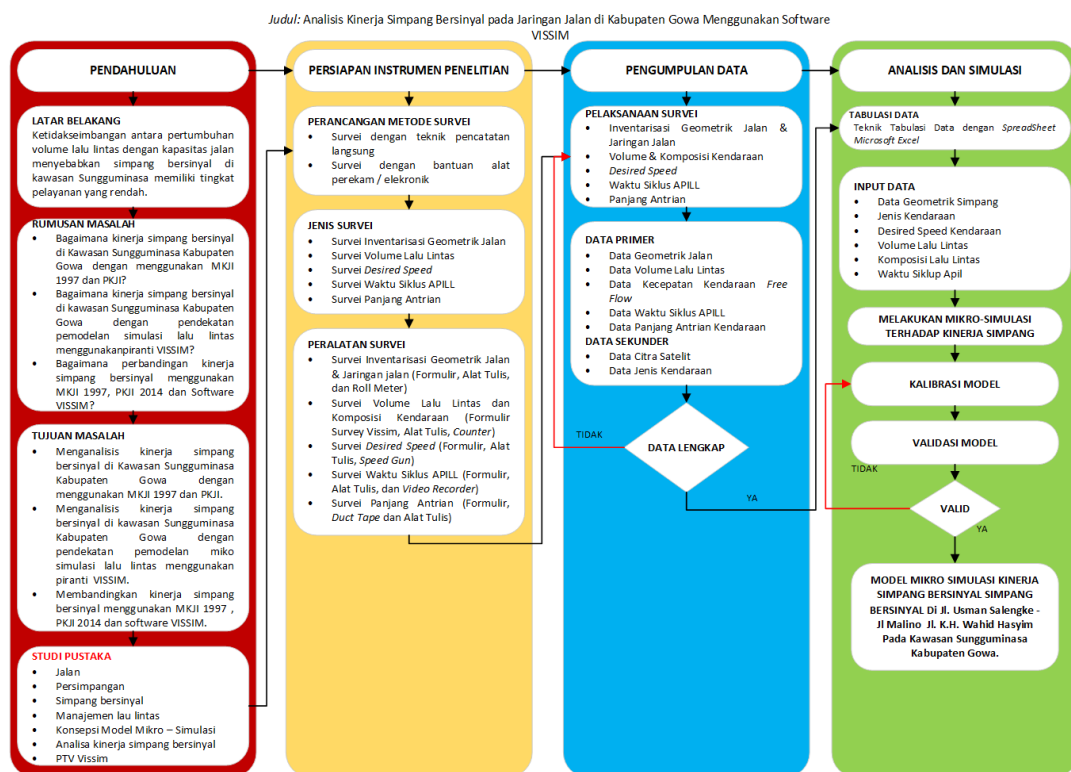 Judul: Analisis Kinerja Simpang Bersinyal pada Jaringan Jalan di Kabupaten Gowa Menggunakan Software
VISSIM
PENDAHULUAN
LATAR BELAKANG
Ketidakseimbangan antara pertumbuhan
volume lalu lintas dengan kapasitas jalan
menyebabkan simpang bersinyal di
kawasan Sungguminasa memiliki tingkat
pelayanan yang rendah.
RUMUSAN MASALAH
• Bagaimana kinerja simpang bersinyal
di Kawasan Sungguminasa Kabupaten
Gowa dengan menggunakan MKJI
1997 dan PKJI?
• Bagaimana kinerja simpang bersinyal
di kawasan Sungguminasa Kabupaten
Gowa dengan pendekatan
pemodelan simulasi lalu lintas
menggunakanpiranti VISSIM?
• Bagaimana perbandingan kinerja
simpang bersinyal menggunakan
MKJI 1997, PKJI 2014 dan Software
VISSIM?
TUJUAN MASALAH
• Menganalisis kinerja simpang
bersinyal di Kawasan Sungguminasa
Kabupaten Gowa dengan
menggunakan MKJI 1997 dan PKJI.
• Menganalisis kinerja simpang
bersinyal di kawasan Sungguminasa
Kabupaten Gowa dengan
pendekatan pemodelan miko
simulasi lalu lintas menggunakan
piranti VISSIM.
• Membandingkan kinerja simpang
bersinyal menggunakan MKJI 1997 ,
PKJI 2014 dan software VISSIM.
STUDI PUSTAKA
• Jalan
• Persimpangan
• Simpang bersinyal
• Manajemen lau lintas
• Konsepsi Model Mikro – Simulasi
• Analisa kinerja simpang bersinyal
• PTV Vissim
PERSIAPAN INSTRUMEN PENELITIAN
PERANCANGAN METODE SURVEI
• Survei dengan teknik pencatatan
langsung
• Survei dengan bantuan alat
perekam / elekronik
JENIS SURVEI
• Survei Inventarisasi Geometrik Jalan
• Survei Volume Lalu Lintas
• Survei Desired Speed
• Survei Waktu Siklus APILL
• Survei Panjang Antrian
PERALATAN SURVEI
• Survei Inventarisasi Geometrik Jalan
& Jaringan jalan (Formulir, Alat Tulis,
dan Roll Meter)
• Survei Volume Lalu Lintas dan
Komposisi Kendaraan (Formulir
Survey Vissim, Alat Tulis, Counter)
• Survei Desired Speed (Formulir, Alat
Tulis, Speed Gun)
• Survei Waktu Siklus APILL (Formulir,
Alat Tulis, dan Video Recorder)
• Survei Panjang Antrian (Formulir,
Duct Tape dan Alat Tulis)
PENGUMPULAN DATA
PELAKSANAAN SURVEI
• Inventarisasi Geometrik Jalan &
Jaringan Jalan
• Volume & Komposisi Kendaraan
• Desired Speed
• Waktu Siklus APILL
• Panjang Antrian
DATA PRIMER
• Data Geometrik Jalan
• Data Volume Lalu Lintas
• Data Kecepatan Kendaraan Free
Flow
• Data Waktu Siklus APILL
• Data Panjang Antrian Kendaraan
DATA SEKUNDER
• Data Citra Satelit
• Data Jenis Kendaraan
TIDAK
DATA LENGKAP
YA
ANALISIS DAN SIMULASI
TABULASI DATA
Teknik Tabulasi Data dengan SpreadSheet
Microsoft Excel
INPUT DATA
• Data Geometrik Simpang
• Jenis Kendaraan
• Desired Speed Kendaraan
• Volume Lalu Lintas
• Komposisi Lalu Lintas
• Waktu Siklup Apil
MELAKUKAN MIKRO-SIMULASI
TERHADAP KINERJA SIMPANG
KALIBRASI MODEL
VALIDASI MODEL
TIDAK
VALID
YA
MODEL MIKRO SIMULASI KINERJA
SIMPANG BERSINYAL SIMPANG
BERSINYAL Di Jl. Usman Salengke -
Jl Malino Jl. K.H. Wahid Hasyim
Pada Kawasan Sungguminasa
Kabupaten Gowa.